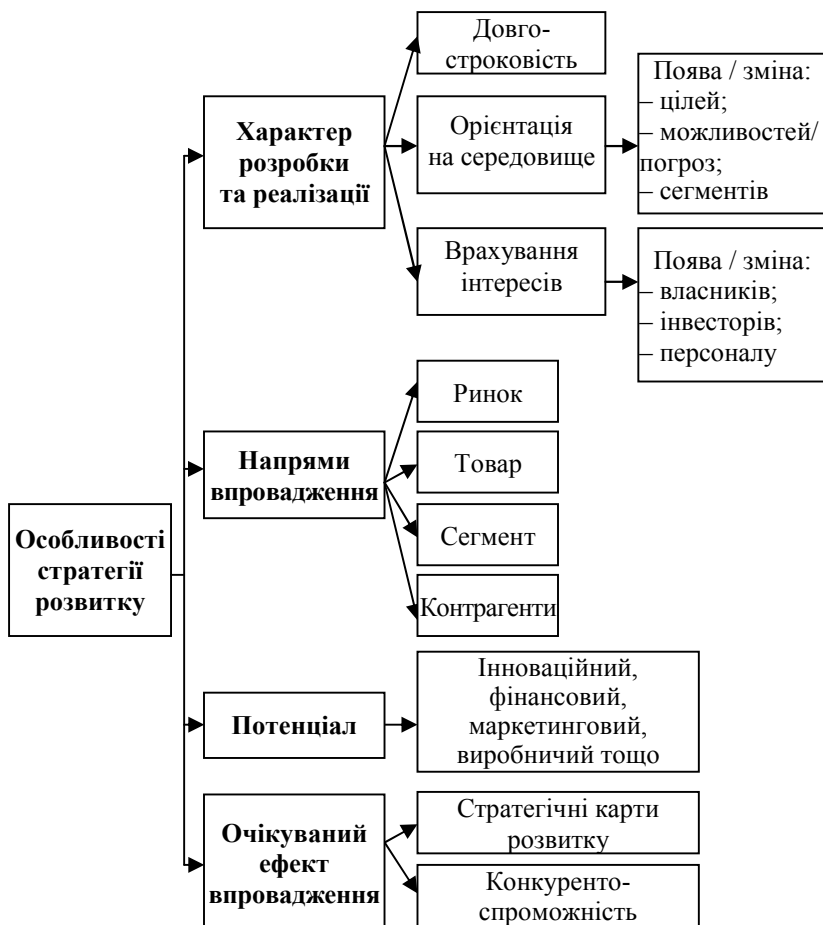 Особливості
стратегії
розвитку
Характер
розробки
та реалізації
Довго-
строковість
Орієнтація
на середовище
Поява / зміна:
– цілей;
– можливостей/
погроз;
– сегментів
Врахування
інтересів
Поява / зміна:
– власників;
– інвесторів;
– персоналу
Напрями
впровадження
Ринок
Товар
Сегмент
Контрагенти
Потенціал
Інноваційний,
фінансовий,
маркетинговий,
виробничий тощо
Очікуваний
ефект
впровадження
Стратегічні карти
розвитку
Конкуренто-
спроможність